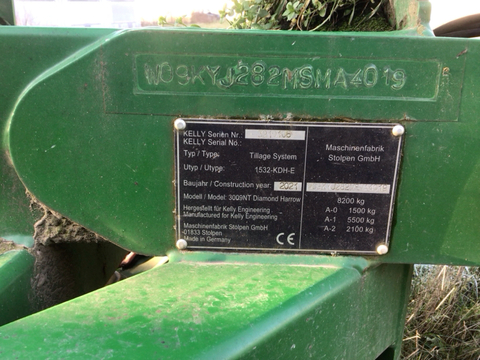 W09KYJ282MSMA4019
KELLY Serien Nr.
KELLY Serial No.:
Typ / Type: Tillage System
Utyp / Utype: 1532-KDH-E
Baujahr / Construction year:
Modell / Model: 3009NT Diamond Harrow
Hergestellt für Kelly Engineering
Manufactured for Kelly Engineering
Maschinenfabrik Stolpen GmbH
01833 Stolpen
Made in Germany
CE
Maschinenfabrik
Stolpen GmbH
8200 kg
A-0 1500 kg
A-1 5500 kg
A-2 2100 kg